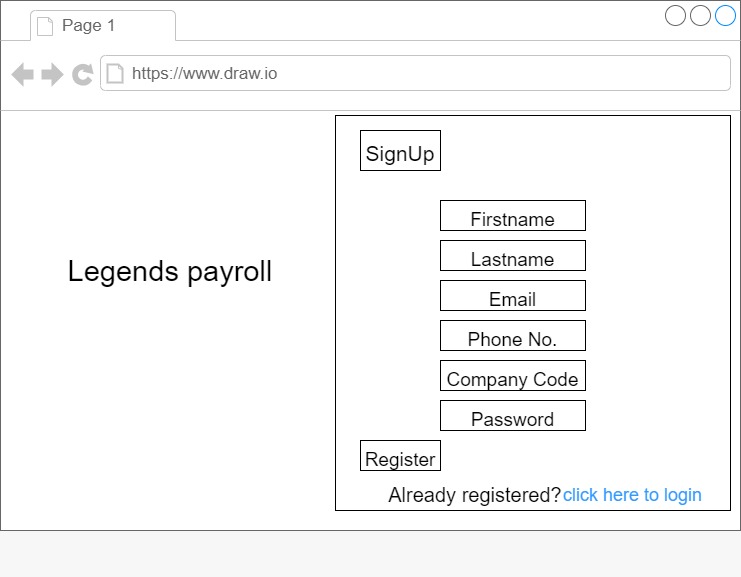 Page 1
https://www.draw.io
SignUp
Firstname
Lastname
Legends payroll
Email
Phone No.
Company Code
Password
Register
Already registered?click here to login